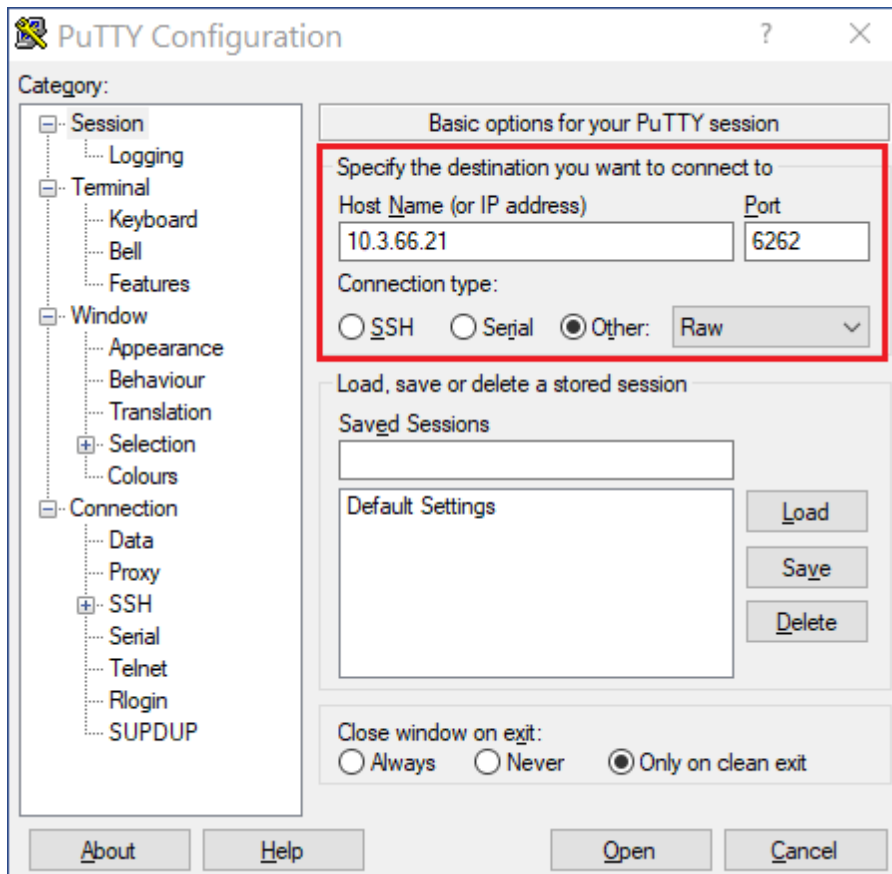 PuTTY Configuration ? ×
Category:
Session
Logging
Terminal
Keyboard
Bell
Features
Window
Appearance
Behaviour
Translation
Selection
Colours
Connection
Data
Proxy
SSH
Serial
Telnet
Rlogin
SUPDUP
Basic options for your PuTTY session
Specify the destination you want to connect to
Host Name (or IP address) Port
10.3.66.21 6262
Connection type:
SSH Serial Other: Raw
Load, save or delete a stored session
Saved Sessions
Default Settings
Load
Save
Delete
Close window on exit:
Always Never Only on clean exit
About Help Open Cancel